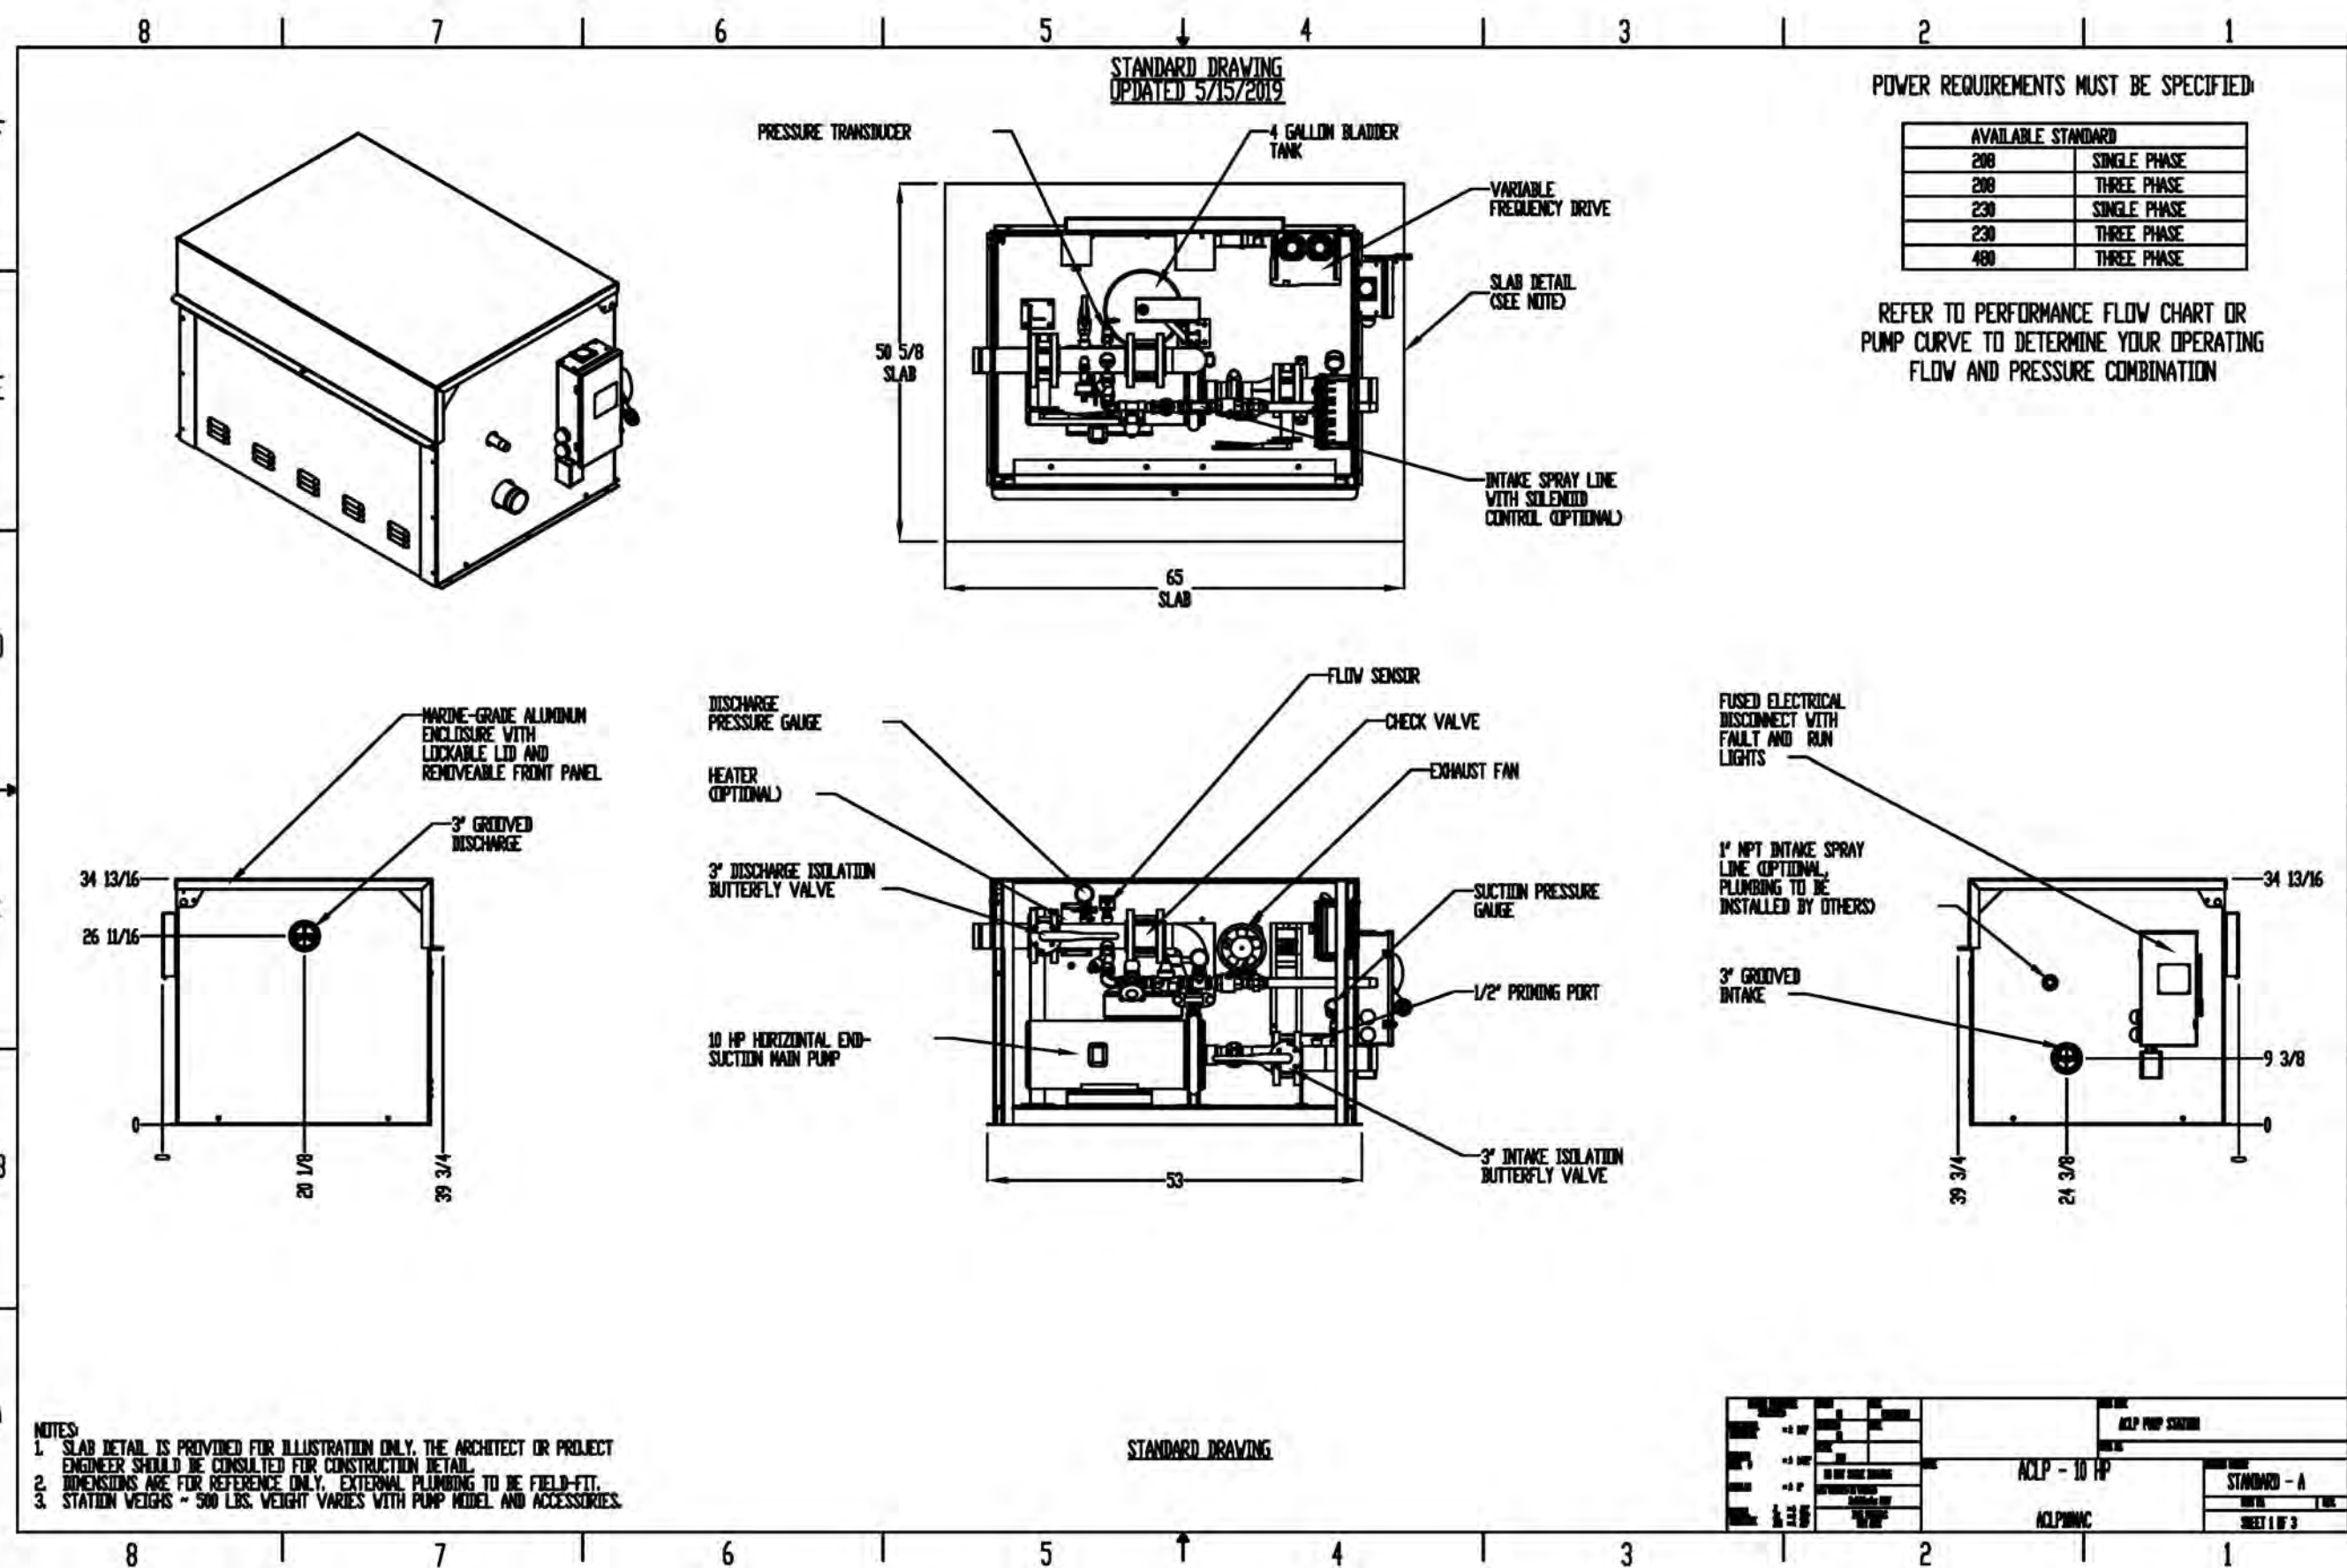 8 7 6 5 4 3 2 1
STANDARD DRAWING
UPDATED 5/15/2019
POWER REQUIREMENTS MUST BE SPECIFIED:
AVAILABLE STANDARD
208 SINGLE PHASE
208 THREE PHASE
230 SINGLE PHASE
230 THREE PHASE
480 THREE PHASE
REFER TO PERFORMANCE FLOW CHART OR
PUMP CURVE TO DETERMINE YOUR OPERATING
FLOW AND PRESSURE COMBINATION
PRESSURE TRANSDUCER
4 GALLON BLADDER
TANK
VARIABLE
FREQUENCY DRIVE
SLAB DETAIL
(SEE NOTE)
50 5/8
SLAB
INTAKE SPRAY LINE
WITH SOLENOID
CONTROL (OPTIONAL)
65
SLAB
MARINE-GRADE ALUMINUM
ENCLOSURE WITH
LOCKABLE LID AND
REMOVEABLE FRONT PANEL
3" GROOVED
DISCHARGE
34 13/16
26 11/16
0
0
20 1/8
39 3/4
DISCHARGE
PRESSURE GAUGE
HEATER
(OPTIONAL)
3" DISCHARGE ISOLATION
BUTTERFLY VALVE
10 HP HORIZONTAL END-
SUCTION MAIN PUMP
FLOW SENSOR
CHECK VALVE
EXHAUST FAN
SUCTION PRESSURE
GAUGE
1/2" PRIMING PORT
3" INTAKE ISOLATION
BUTTERFLY VALVE
53
FUSED ELECTRICAL
DISCONNECT WITH
FAULT AND RUN
LIGHTS
1" NPT INTAKE SPRAY
LINE (OPTIONAL,
PLUMBING TO BE
INSTALLED BY OTHERS)
3" GROOVED
INTAKE
34 13/16
9 3/8
0
39 3/4
24 3/8
0
NOTES:
1. SLAB DETAIL IS PROVIDED FOR ILLUSTRATION ONLY. THE ARCHITECT OR PROJECT
ENGINEER SHOULD BE CONSULTED FOR CONSTRUCTION DETAIL.
2. DIMENSIONS ARE FOR REFERENCE ONLY. EXTERNAL PLUMBING TO BE FIELD-FIT.
3. STATION WEIGHS ~ 500 LBS. WEIGHT VARIES WITH PUMP MODEL AND ACCESSORIES.
STANDARD DRAWING
ACLP PUMP STATION
ACLP - 10 HP
STANDARD - A
SHEET 1 OF 3
8 7 6 5 4 3 2 1